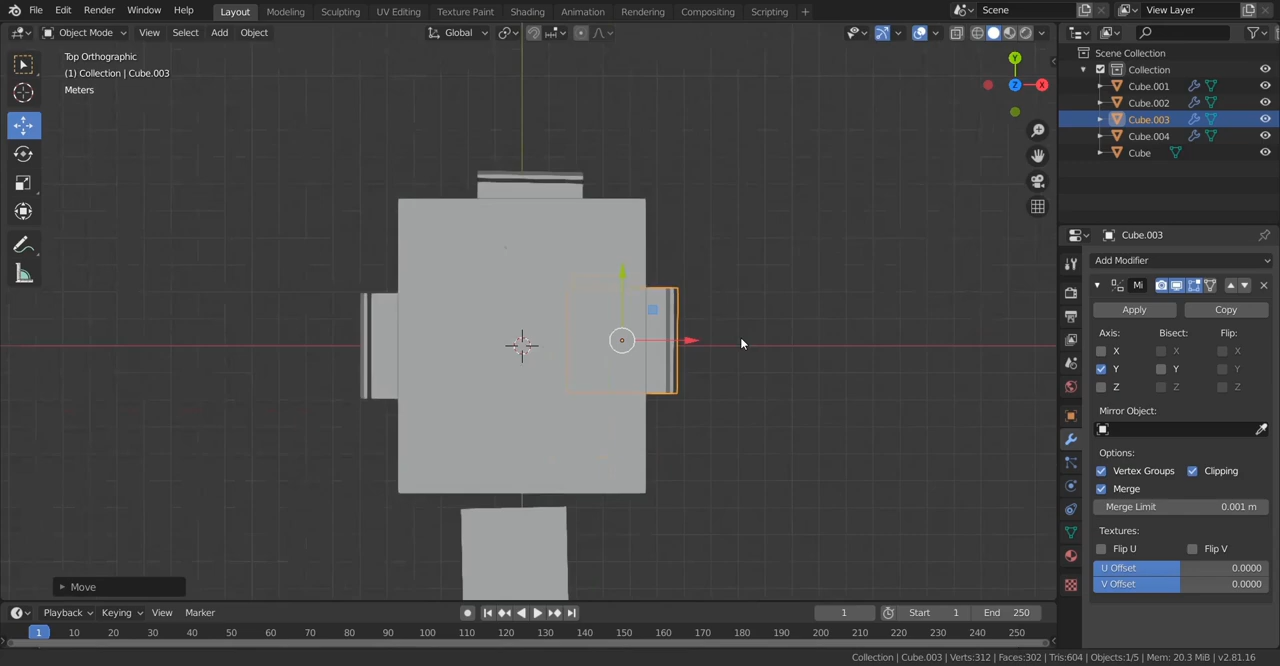 File Edit Render Window Help Layout Modeling Sculpting UV Editing Texture Paint Shading Animation Rendering Compositing Scripting + Scene View Layer
Object Mode View Select Add Object Global
Top Orthographic
(1) Collection | Cube.003
Meters
Y
Z X
Scene Collection
Collection
Cube.001
Cube.002
Cube.003
Cube.004
Cube
Cube.003
Add Modifier
Mi
Apply Copy
Axis: Bisect: Flip:
X X X
Y Y Y
Z Z Z
Mirror Object:
Options:
Vertex Groups Clipping
Merge
Merge Limit 0.001 m
Textures:
Flip U Flip V
U Offset 0.0000
V Offset 0.0000
Move
Playback Keying View Marker 1 Start 1 End 250
1 10 20 30 40 50 60 70 80 90 100 110 120 130 140 150 160 170 180 190 200 210 220 230 240 250
Collection | Cube.003 | Verts:312 | Faces:302 | Tris:604 | Objects:1/5 | Mem: 20.3 MiB | v2.81.16